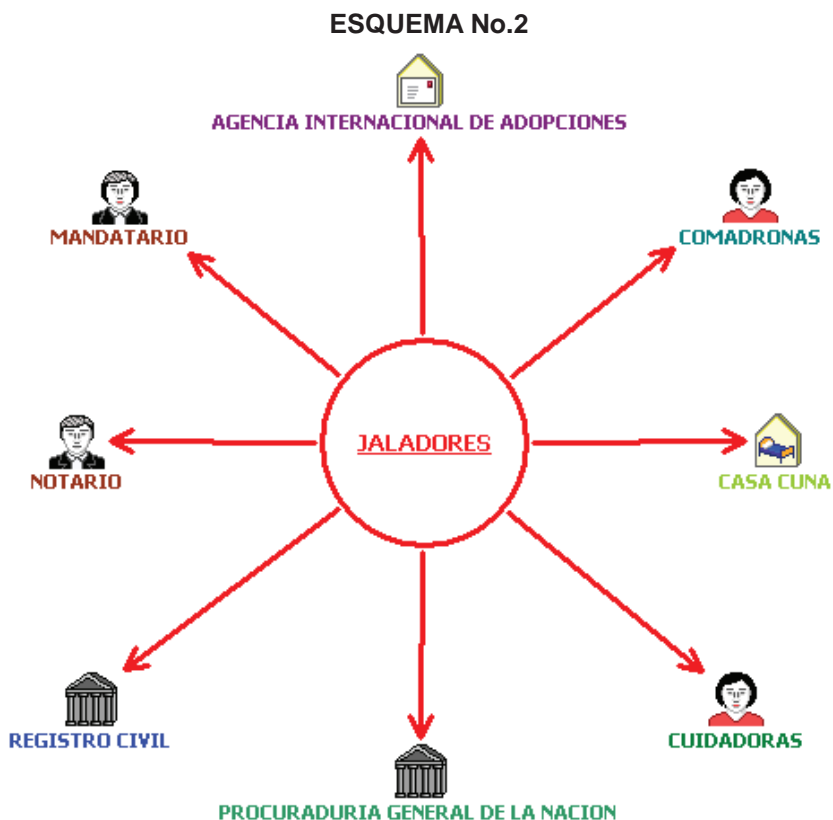 ESQUEMA No.2
AGENCIA INTERNACIONAL DE ADOPCIONES
MANDATARIO
COMADRONAS
JALADORES
NOTARIO
CASA CUNA
REGISTRO CIVIL
CUIDADORAS
PROCURADURIA GENERAL DE LA NACION